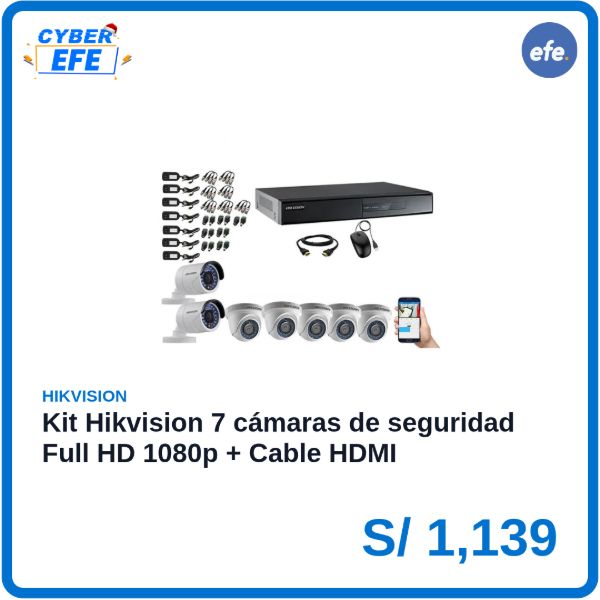 CYBER
EFE
efe.
HIKVISION
Kit Hikvision 7 cámaras de seguridad
Full HD 1080p + Cable HDMI
S/ 1,139